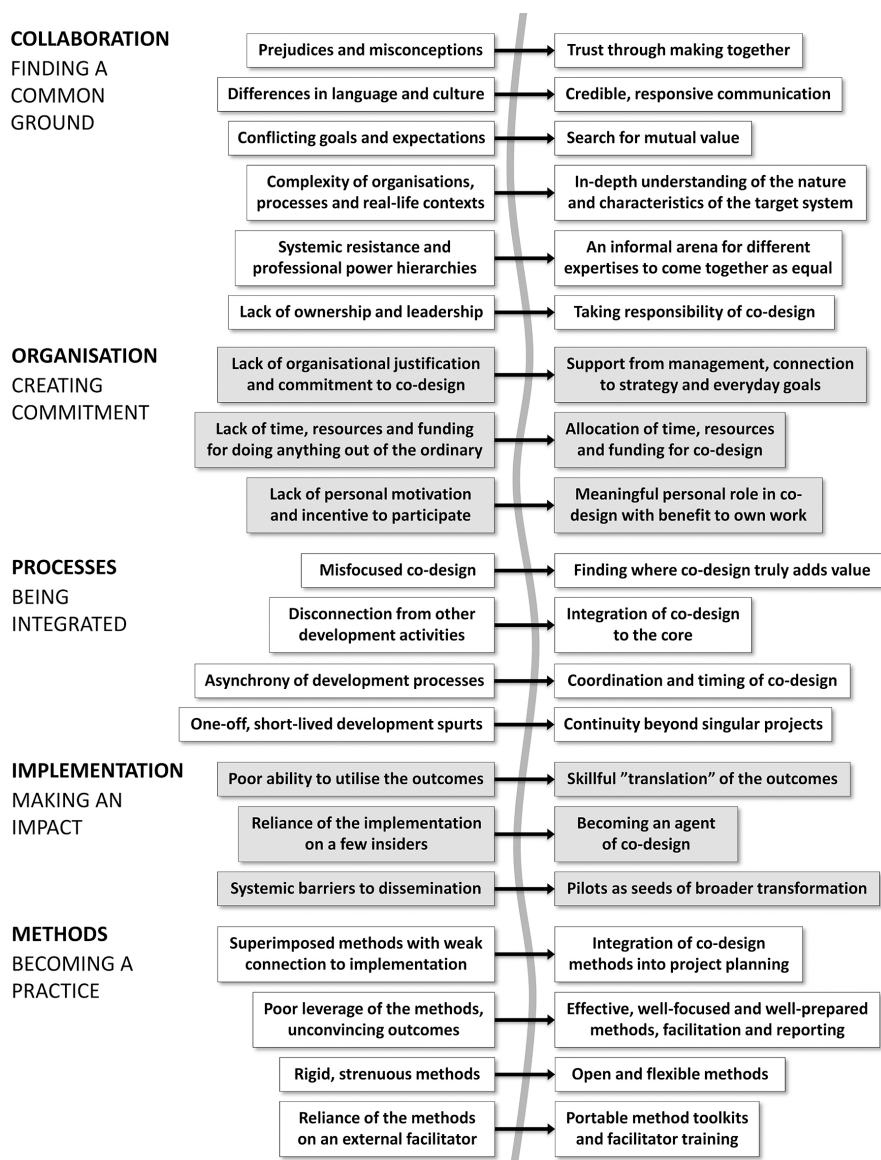 COLLABORATION
FINDING A
COMMON
GROUND
Prejudices and misconceptions
Trust through making together
Differences in language and culture
Credible, responsive communication
Conflicting goals and expectations
Search for mutual value
Complexity of organisations,
processes and real-life contexts
In-depth understanding of the nature
and characteristics of the target system
Systemic resistance and
professional power hierarchies
An informal arena for different
expertises to come together as equal
Lack of ownership and leadership
Taking responsibility of co-design
ORGANISATION
CREATING
COMMITMENT
Lack of organisational justification
and commitment to co-design
Support from management, connection
to strategy and everyday goals
Lack of time, resources and funding
for doing anything out of the ordinary
Allocation of time, resources
and funding for co-design
Lack of personal motivation
and incentive to participate
Meaningful personal role in co-
design with benefit to own work
PROCESSES
BEING
INTEGRATED
Misfocused co-design
Finding where co-design truly adds value
Disconnection from other
development activities
Integration of co-design
to the core
Asynchrony of development processes
Coordination and timing of co-design
One-off, short-lived development spurts
Continuity beyond singular projects
IMPLEMENTATION
MAKING AN
IMPACT
Poor ability to utilise the outcomes
Skillful ”translation” of the outcomes
Reliance of the implementation
on a few insiders
Becoming an agent
of co-design
Systemic barriers to dissemination
Pilots as seeds of broader transformation
METHODS
BECOMING A
PRACTICE
Superimposed methods with weak
connection to implementation
Integration of co-design
methods into project planning
Poor leverage of the methods,
unconvincing outcomes
Effective, well-focused and well-prepared
methods, facilitation and reporting
Rigid, strenuous methods
Open and flexible methods
Reliance of the methods
on an external facilitator
Portable method toolkits
and facilitator training